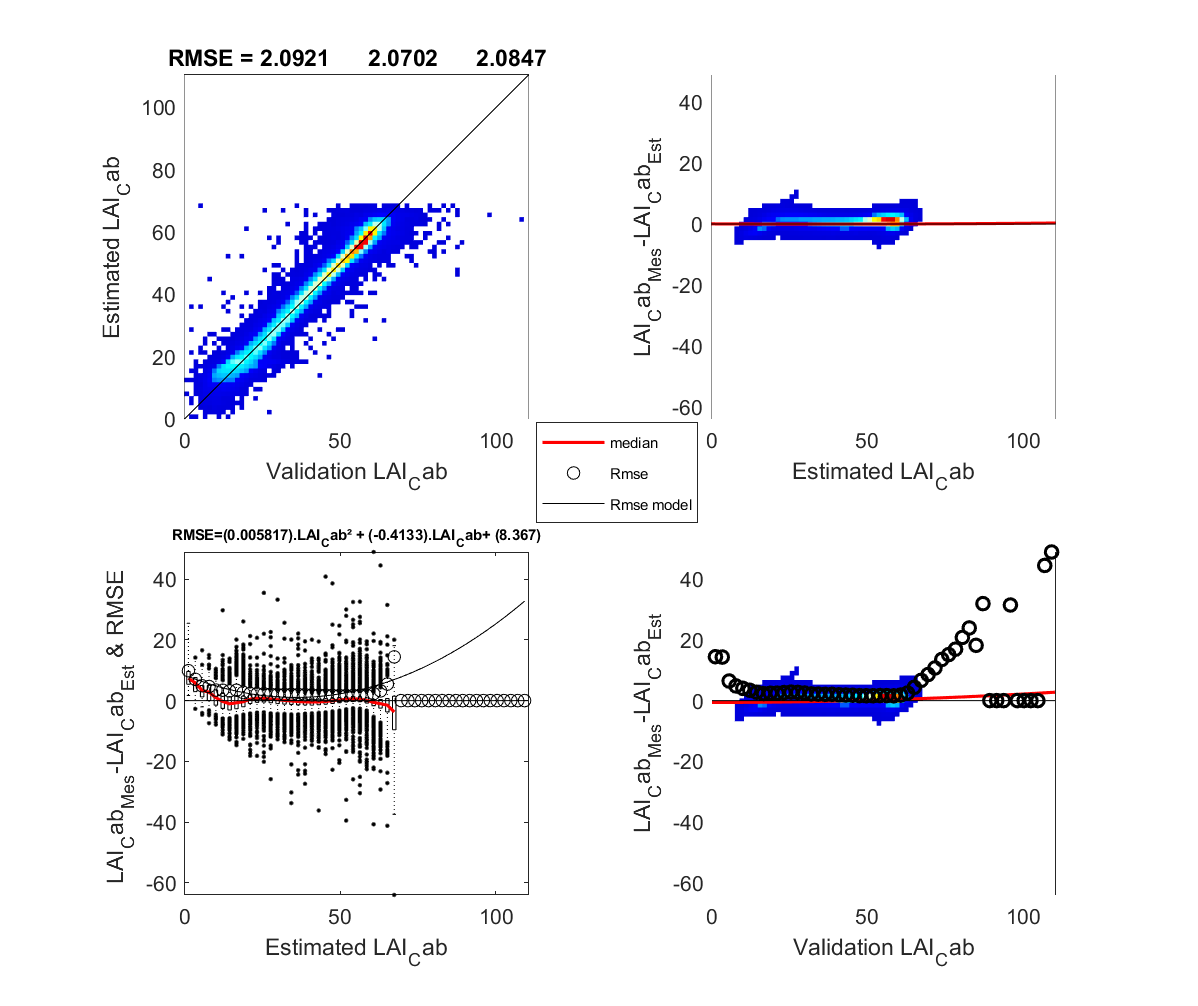 RMSE = 2.0921 2.0702 2.0847
Estimated LAI_Cab
100
80
60
40
20
0
0 50 100
Validation LAI_Cab
LAI_Cab_Mes-LAI_Cab_Est
40
20
0
-20
-40
-60
0 50 100
Estimated LAI_Cab
median
Rmse
Rmse model
RMSE=(0.005817).LAI_Cab² + (-0.4133).LAI_Cab+ (8.367)
LAI_Cab_Mes-LAI_Cab_Est & RMSE
40
20
0
-20
-40
-60
0 50 100
Estimated LAI_Cab
LAI_Cab_Mes-LAI_Cab_Est
40
20
0
-20
-40
-60
0 50 100
Validation LAI_Cab